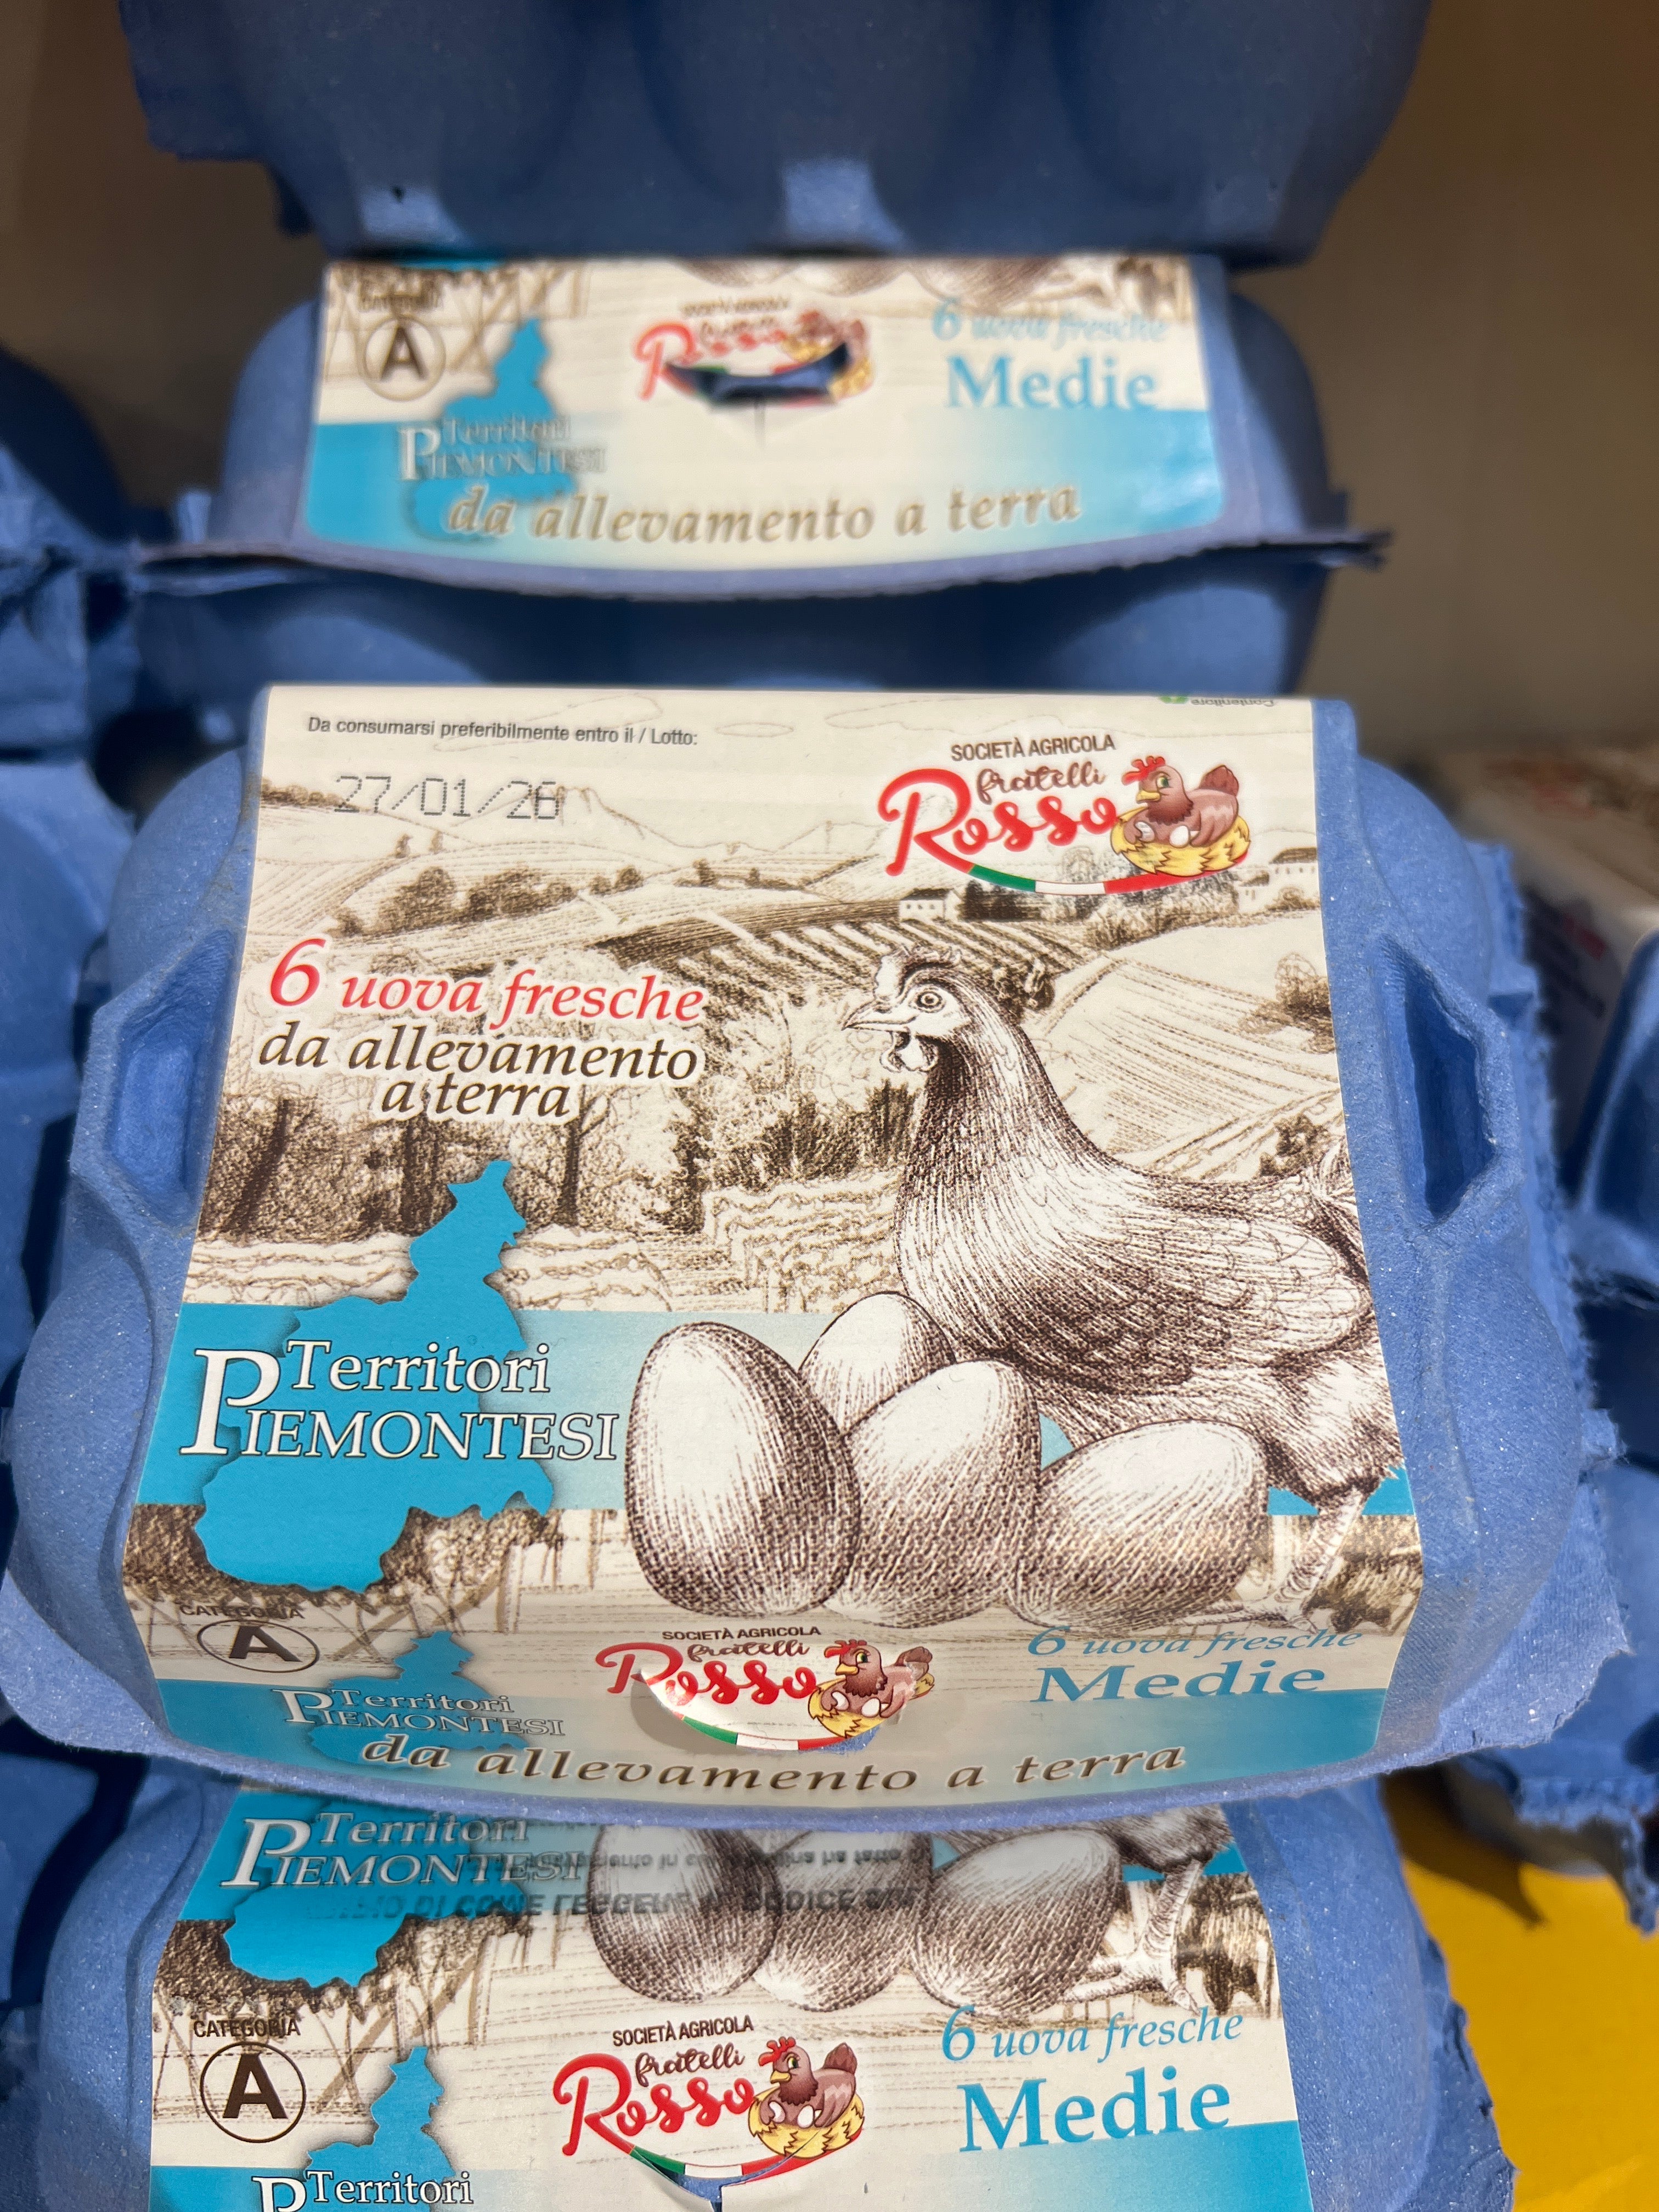 CATEGORIA
A
Rosso
6 uova fresche
Medie
Territori
PIEMONTESI
da allevamento a terra
Da consumarsi preferibilmente entro il / Lotto:
27/01/26
SOCIETÀ AGRICOLA
fratelli
Rosso
6 uova fresche
da allevamento
a terra
Territori
PIEMONTESI
CATEGORIA
A
SOCIETÀ AGRICOLA
fratelli
Rosso
6 uova fresche
Medie
Territori
PIEMONTESI
da allevamento a terra
Territori
PIEMONTESI
CATEGORIA
A
SOCIETÀ AGRICOLA
fratelli
Rosso
6 uova fresche
Medie
Territori